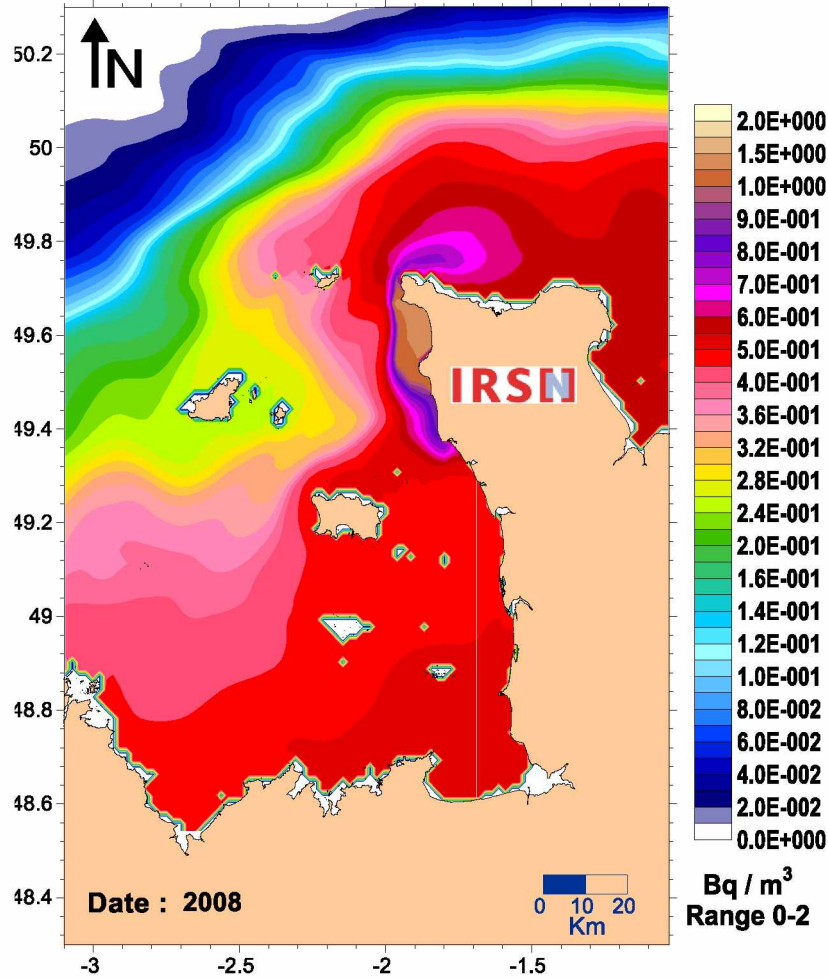 N
50.2
50
49.8
49.6
49.4
49.2
49
48.8
48.6
48.4
-3
-2.5
-2
-1.5
IRSN
Date : 2008
0 10 20
Km
2.0E+000
1.5E+000
1.0E+000
9.0E-001
8.0E-001
7.0E-001
6.0E-001
5.0E-001
4.0E-001
3.6E-001
3.2E-001
2.8E-001
2.4E-001
2.0E-001
1.6E-001
1.4E-001
1.2E-001
1.0E-001
8.0E-002
6.0E-002
4.0E-002
2.0E-002
0.0E+000
Bq / m³
Range 0-2